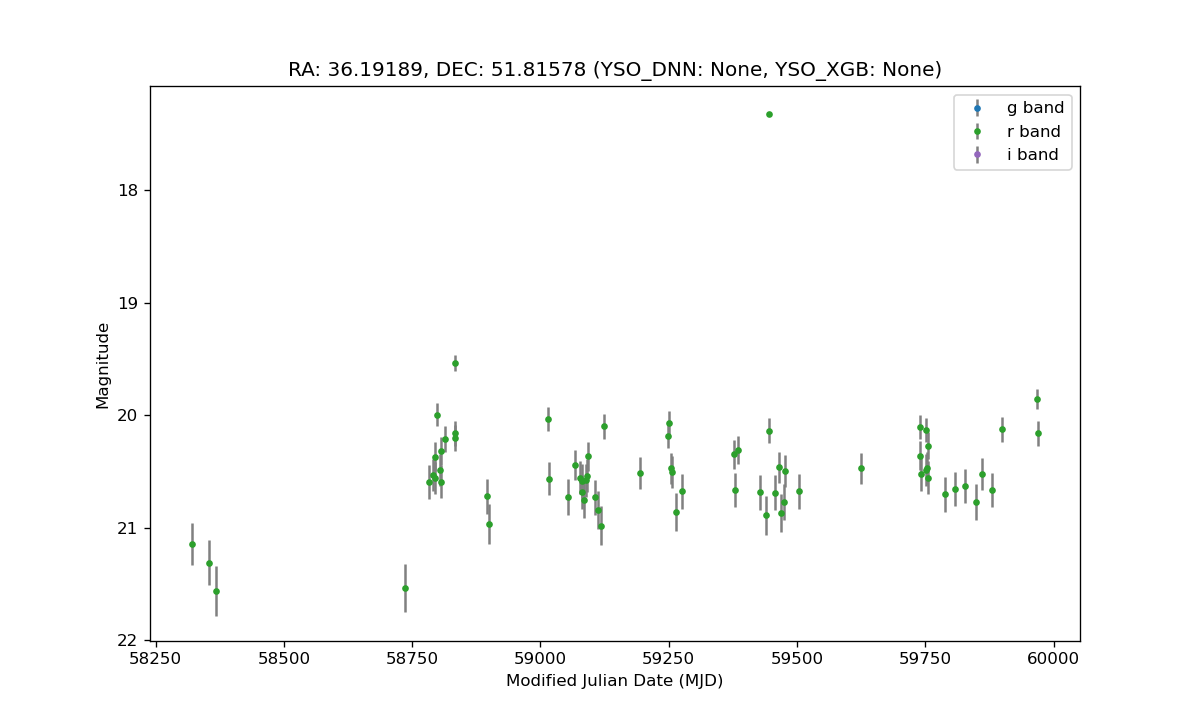 RA: 36.19189, DEC: 51.81578 (YSO_DNN: None, YSO_XGB: None)
g band
r band
i band
Magnitude
18
19
20
21
22
58250 58500 58750 59000 59250 59500 59750 60000
Modified Julian Date (MJD)